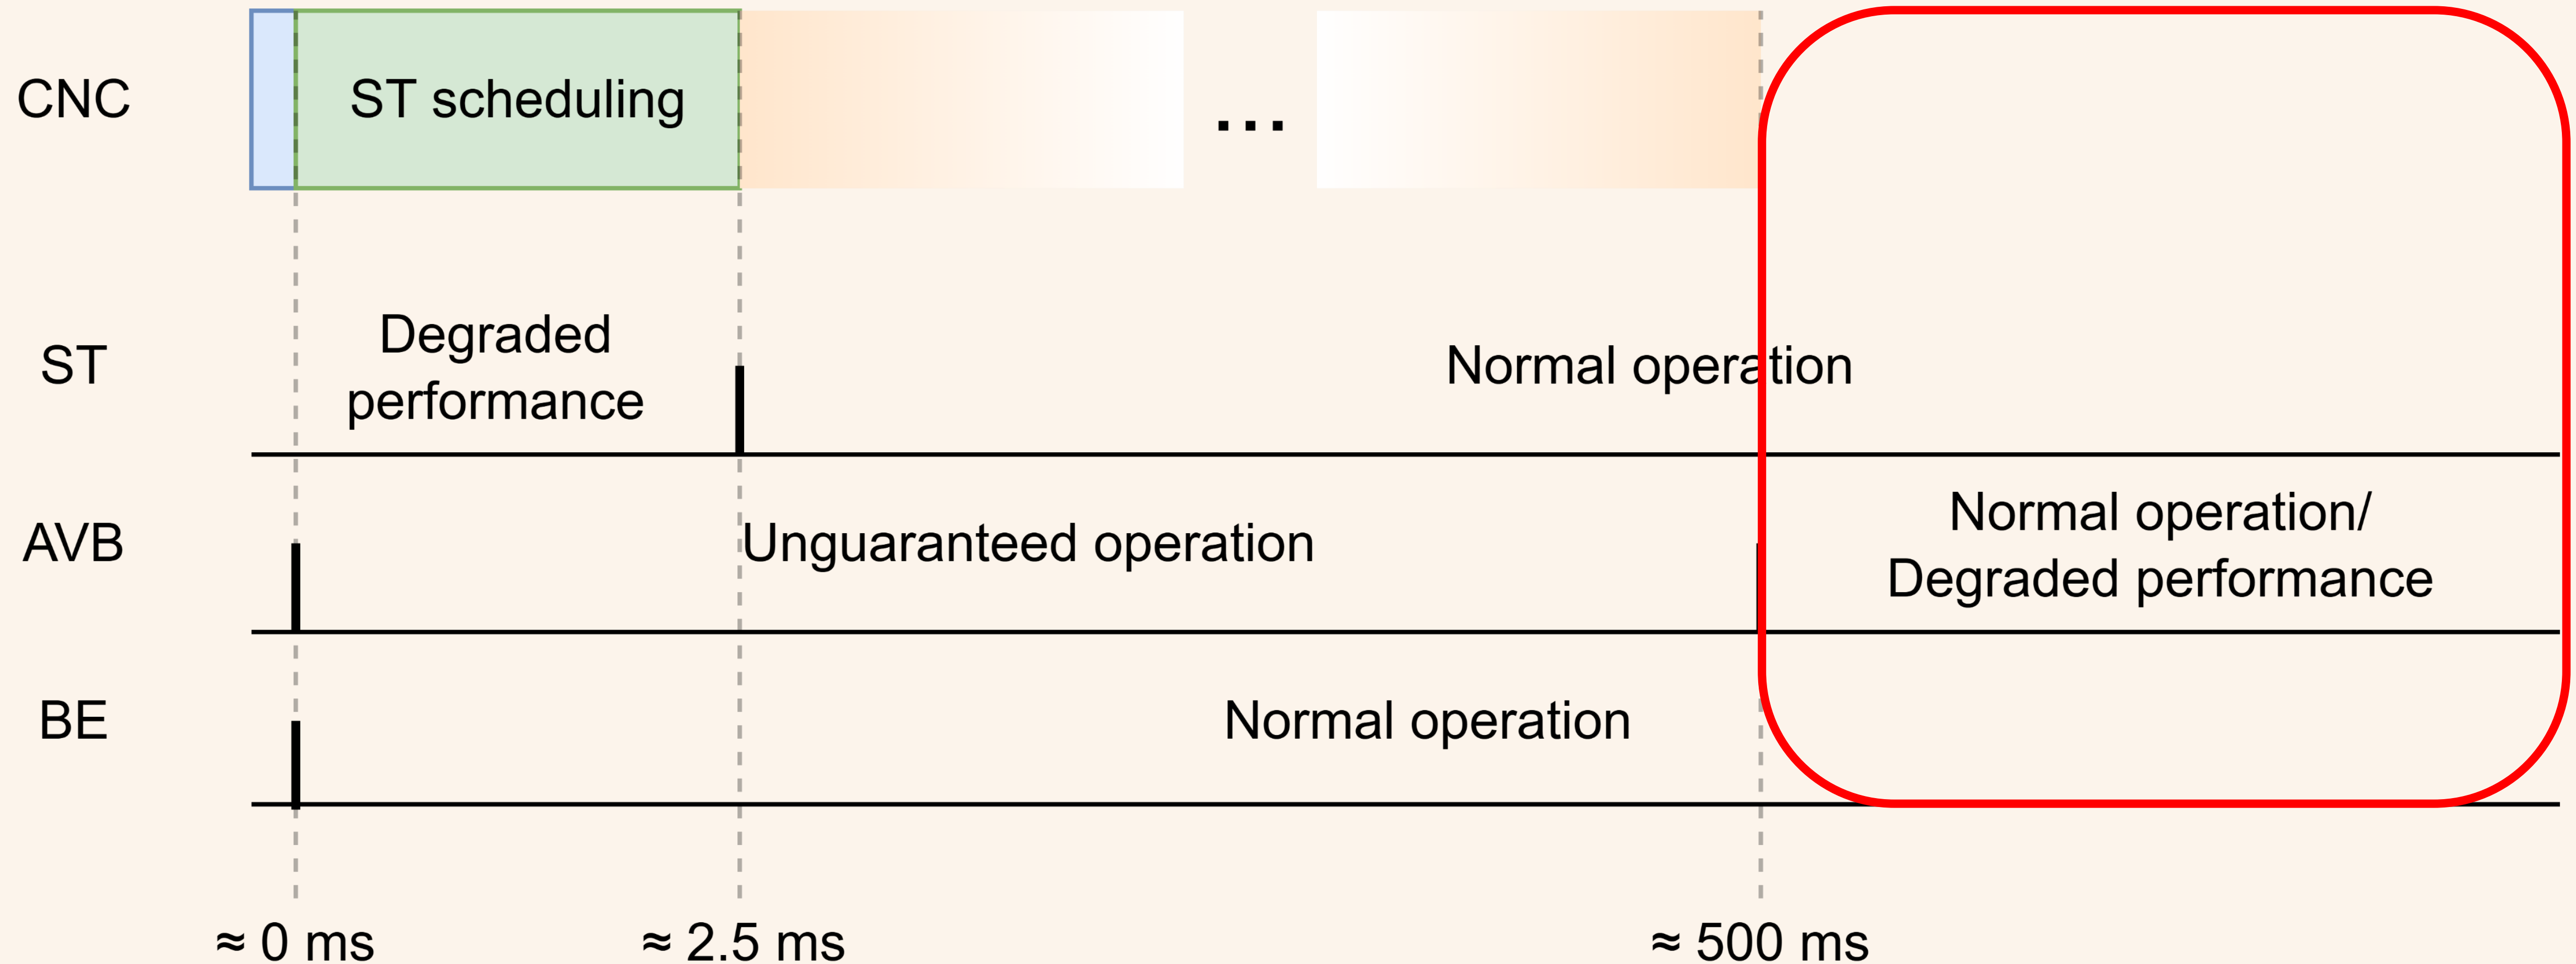 CNC
ST scheduling
...
ST
Degraded
performance
Normal operation
AVB
Unguaranteed operation
Normal operation/
Degraded performance
BE
Normal operation
≈ 0 ms
≈ 2.5 ms
≈ 500 ms